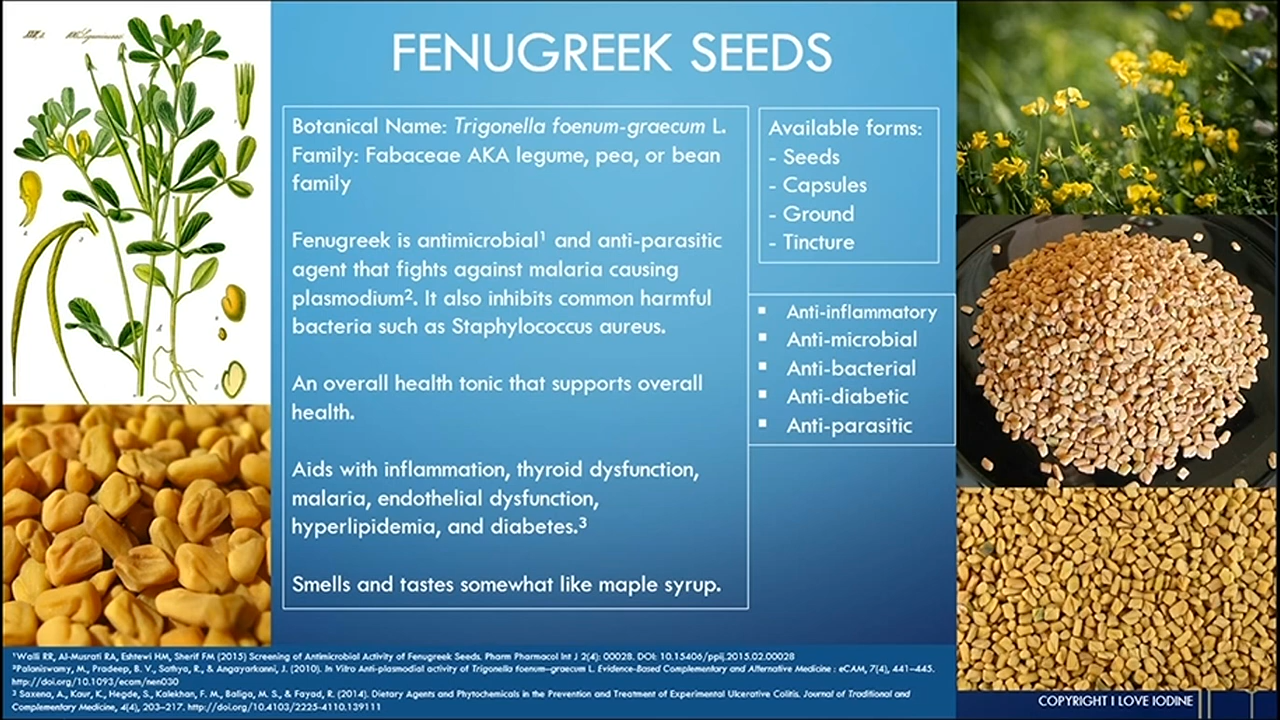 FENUGREEK SEEDS
Botanical Name: Trigonella foenum-graecum L.
Family: Fabaceae AKA legume, pea, or bean
family
Fenugreek is antimicrobial¹ and anti-parasitic
agent that fights against malaria causing
plasmodium². It also inhibits common harmful
bacteria such as Staphylococcus aureus.
An overall health tonic that supports overall
health.
Aids with inflammation, thyroid dysfunction,
malaria, endothelial dysfunction,
hyperlipidemia, and diabetes.³
Smells and tastes somewhat like maple syrup.
Available forms:
- Seeds
- Capsules
- Ground
- Tincture
▪ Anti-inflammatory
▪ Anti-microbial
▪ Anti-bacterial
▪ Anti-diabetic
▪ Anti-parasitic
¹Walli RR, Al-Musrati RA, Eshtewi HM, Sherif FM (2015) Screening of Antimicrobial Activity of Fenugreek Seeds. Pharm Pharmacol Int J 2(4): 00028. DOI: 10.15406/ppij.2015.02.00028
²Palaniswamy, M., Pradeep, B. V., Sathya, R., & Angayarkanni, J. (2010). In Vitro Anti-plasmodial activity of Trigonella foenum–graecum L. Evidence-Based Complementary and Alternative Medicine : eCAM, 7(4), 441–445.
http://doi.org/10.1093/ecam/nen030
³ Saxena, A., Kaur, K., Hegde, S., Kalekhan, F. M., Baliga, M. S., & Fayad, R. (2014). Dietary Agents and Phytochemicals in the Prevention and Treatment of Experimental Ulcerative Colitis. Journal of Traditional and
Complementary Medicine, 4(4), 203–217. http://doi.org/10.4103/2225-4110.139111
COPYRIGHT I LOVE IODINE